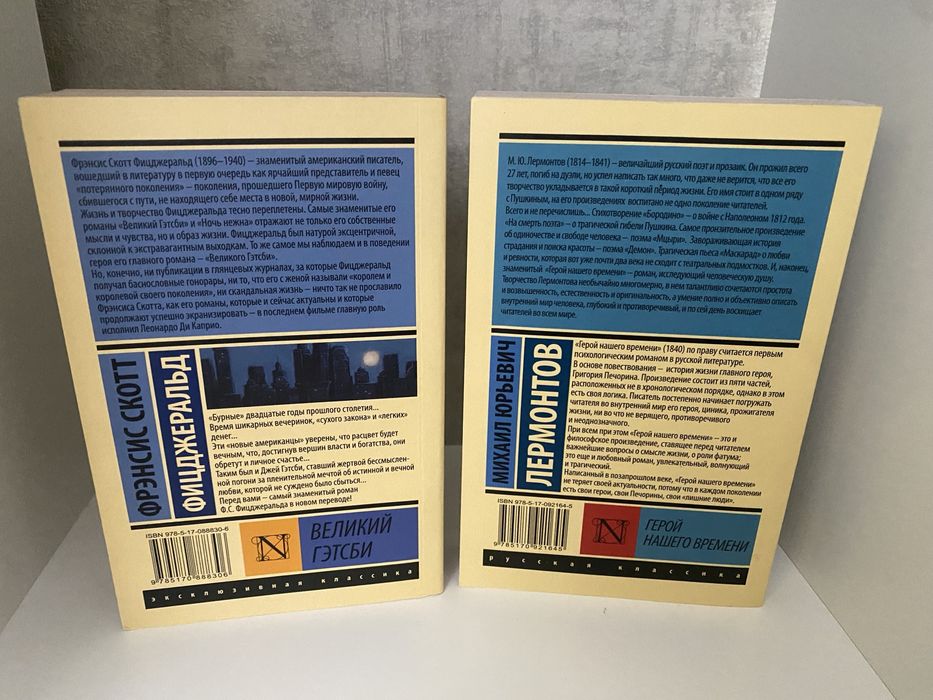 Фрэнсис Скотт Фицджеральд (1896–1940) – знаменитый американский писатель,
вошедший в литературу в первую очередь как ярчайший представитель и певец
«потерянного поколения» – поколения, прошедшего Первую мировую войну,
сбившегося с пути, не находящего себе места в новой, мирной жизни.
Жизнь и творчество Фицджеральда тесно переплетены. Самые знаменитые его
романы «Великий Гэтсби» и «Ночь нежна» отражают не только его собственные
мысли и чувства, но и образ жизни. Фицджеральд был натурой эксцентричной,
склонной к экстравагантным выходкам. То же самое мы наблюдаем и в поведении
героя его главного романа – «Великого Гэтсби».
Но, конечно, ни публикации в глянцевых журналах, за которые Фицджеральд
получал баснословные гонорары, ни то, что его с женой называли «королем и
королевой своего поколения», ни скандальная жизнь – ничто так не прославило
Фрэнсиса Скотта, как его романы, которые и сейчас актуальны и которые
продолжают успешно экранизировать – в последнем фильме главную роль
исполнил Леонардо Ди Каприо.
ФРЭНСИС СКОТТ
ФИЦДЖЕРАЛЬД
«Бурные» двадцатые годы прошлого столетия...
Время шикарных вечеринок, «сухого закона» и «легких»
денег...
Эти «новые американцы» уверены, что расцвет будет
вечным, что, достигнув вершин власти и богатства, они
обретут и личное счастье...
Таким был и Джей Гэтсби, ставший жертвой бессмыслен-
ной погони за пленительной мечтой об истинной и вечной
любви, которой не суждено было сбыться...
Перед вами – самый знаменитый роман
Ф.С. Фицджеральда в новом переводе!
ISBN 978-5-17-088830-6
9 785170 888306
N
ВЕЛИКИЙ
ГЭТСБИ
эксклюзивная классика
М. Ю. Лермонтов (1814–1841) – величайший русский поэт и прозаик. Он прожил всего
27 лет, погиб на дуэли, но успел написать так много, что даже не верится, что все его
творчество укладывается в такой короткий период жизни. Его имя стоит в одном ряду
с Пушкиным, на его произведениях воспитано не одно поколение читателей.
Всего и не перечислишь... Стихотворение «Бородино» – о войне с Наполеоном 1812 года.
«На смерть поэта» – о трагической гибели Пушкина. Самое пронзительное произведение
об одиночестве и свободе человека – поэма «Мцыри». Завораживающая история
страдания и поиска красоты – поэма «Демон». Трагическая пьеса «Маскарад» о любви
и ревности, которая вот уже почти два века не сходит с театральных подмостков. И, наконец,
знаменитый «Герой нашего времени» – роман, исследующий человеческую душу.
Творчество Лермонтова необычайно многомерно, в нем талантливо сочетаются простота
и возвышенность, естественность и оригинальность, а умение полно и объективно описать
внутренний мир человека, глубокий и противоречивый, и по сей день восхищает
читателей во всем мире.
МИХАИЛ ЮРЬЕВИЧ
ЛЕРМОНТОВ
«Герой нашего времени» (1840) по праву считается первым
психологическим романом в русской литературе.
В основе повествования – история жизни главного героя,
Григория Печорина. Произведение состоит из пяти частей,
расположенных не в хронологическом порядке, однако в этом
есть своя логика. Писатель постепенно начинает погружать
читателя во внутренний мир его героя, циника, прожигателя
жизни, ни во что не верящего, противоречивого
и неоднозначного.
При всем при этом «Герой нашего времени» – это и
философское произведение, ставящее перед читателем
важнейшие вопросы о смысле жизни, о роли фатума;
это еще и любовный роман, увлекательный, волнующий
и трагический.
Написанный в позапрошлом веке, «Герой нашего времени»
не теряет своей актуальности, потому что в каждом поколении
есть свои герои, свои Печорины, свои «лишние люди».
ISBN 978-5-17-092164-5
9 785170 921645
N
ГЕРОЙ
НАШЕГО ВРЕМЕНИ
русская классика